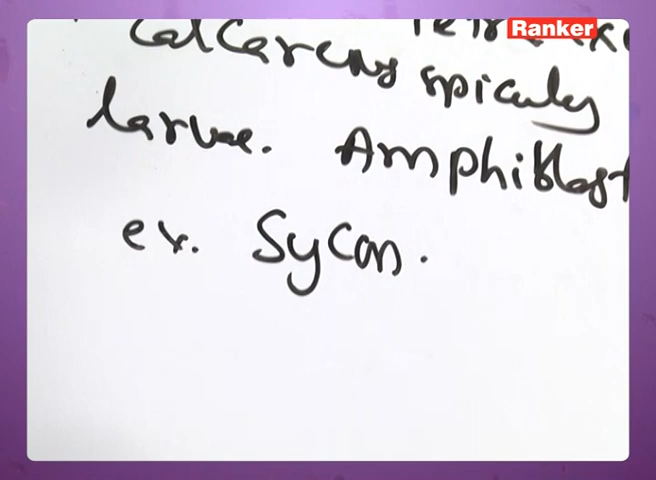 Ranker
Calcareous spicules
larvae. Amphiblast
ex. Sycon.